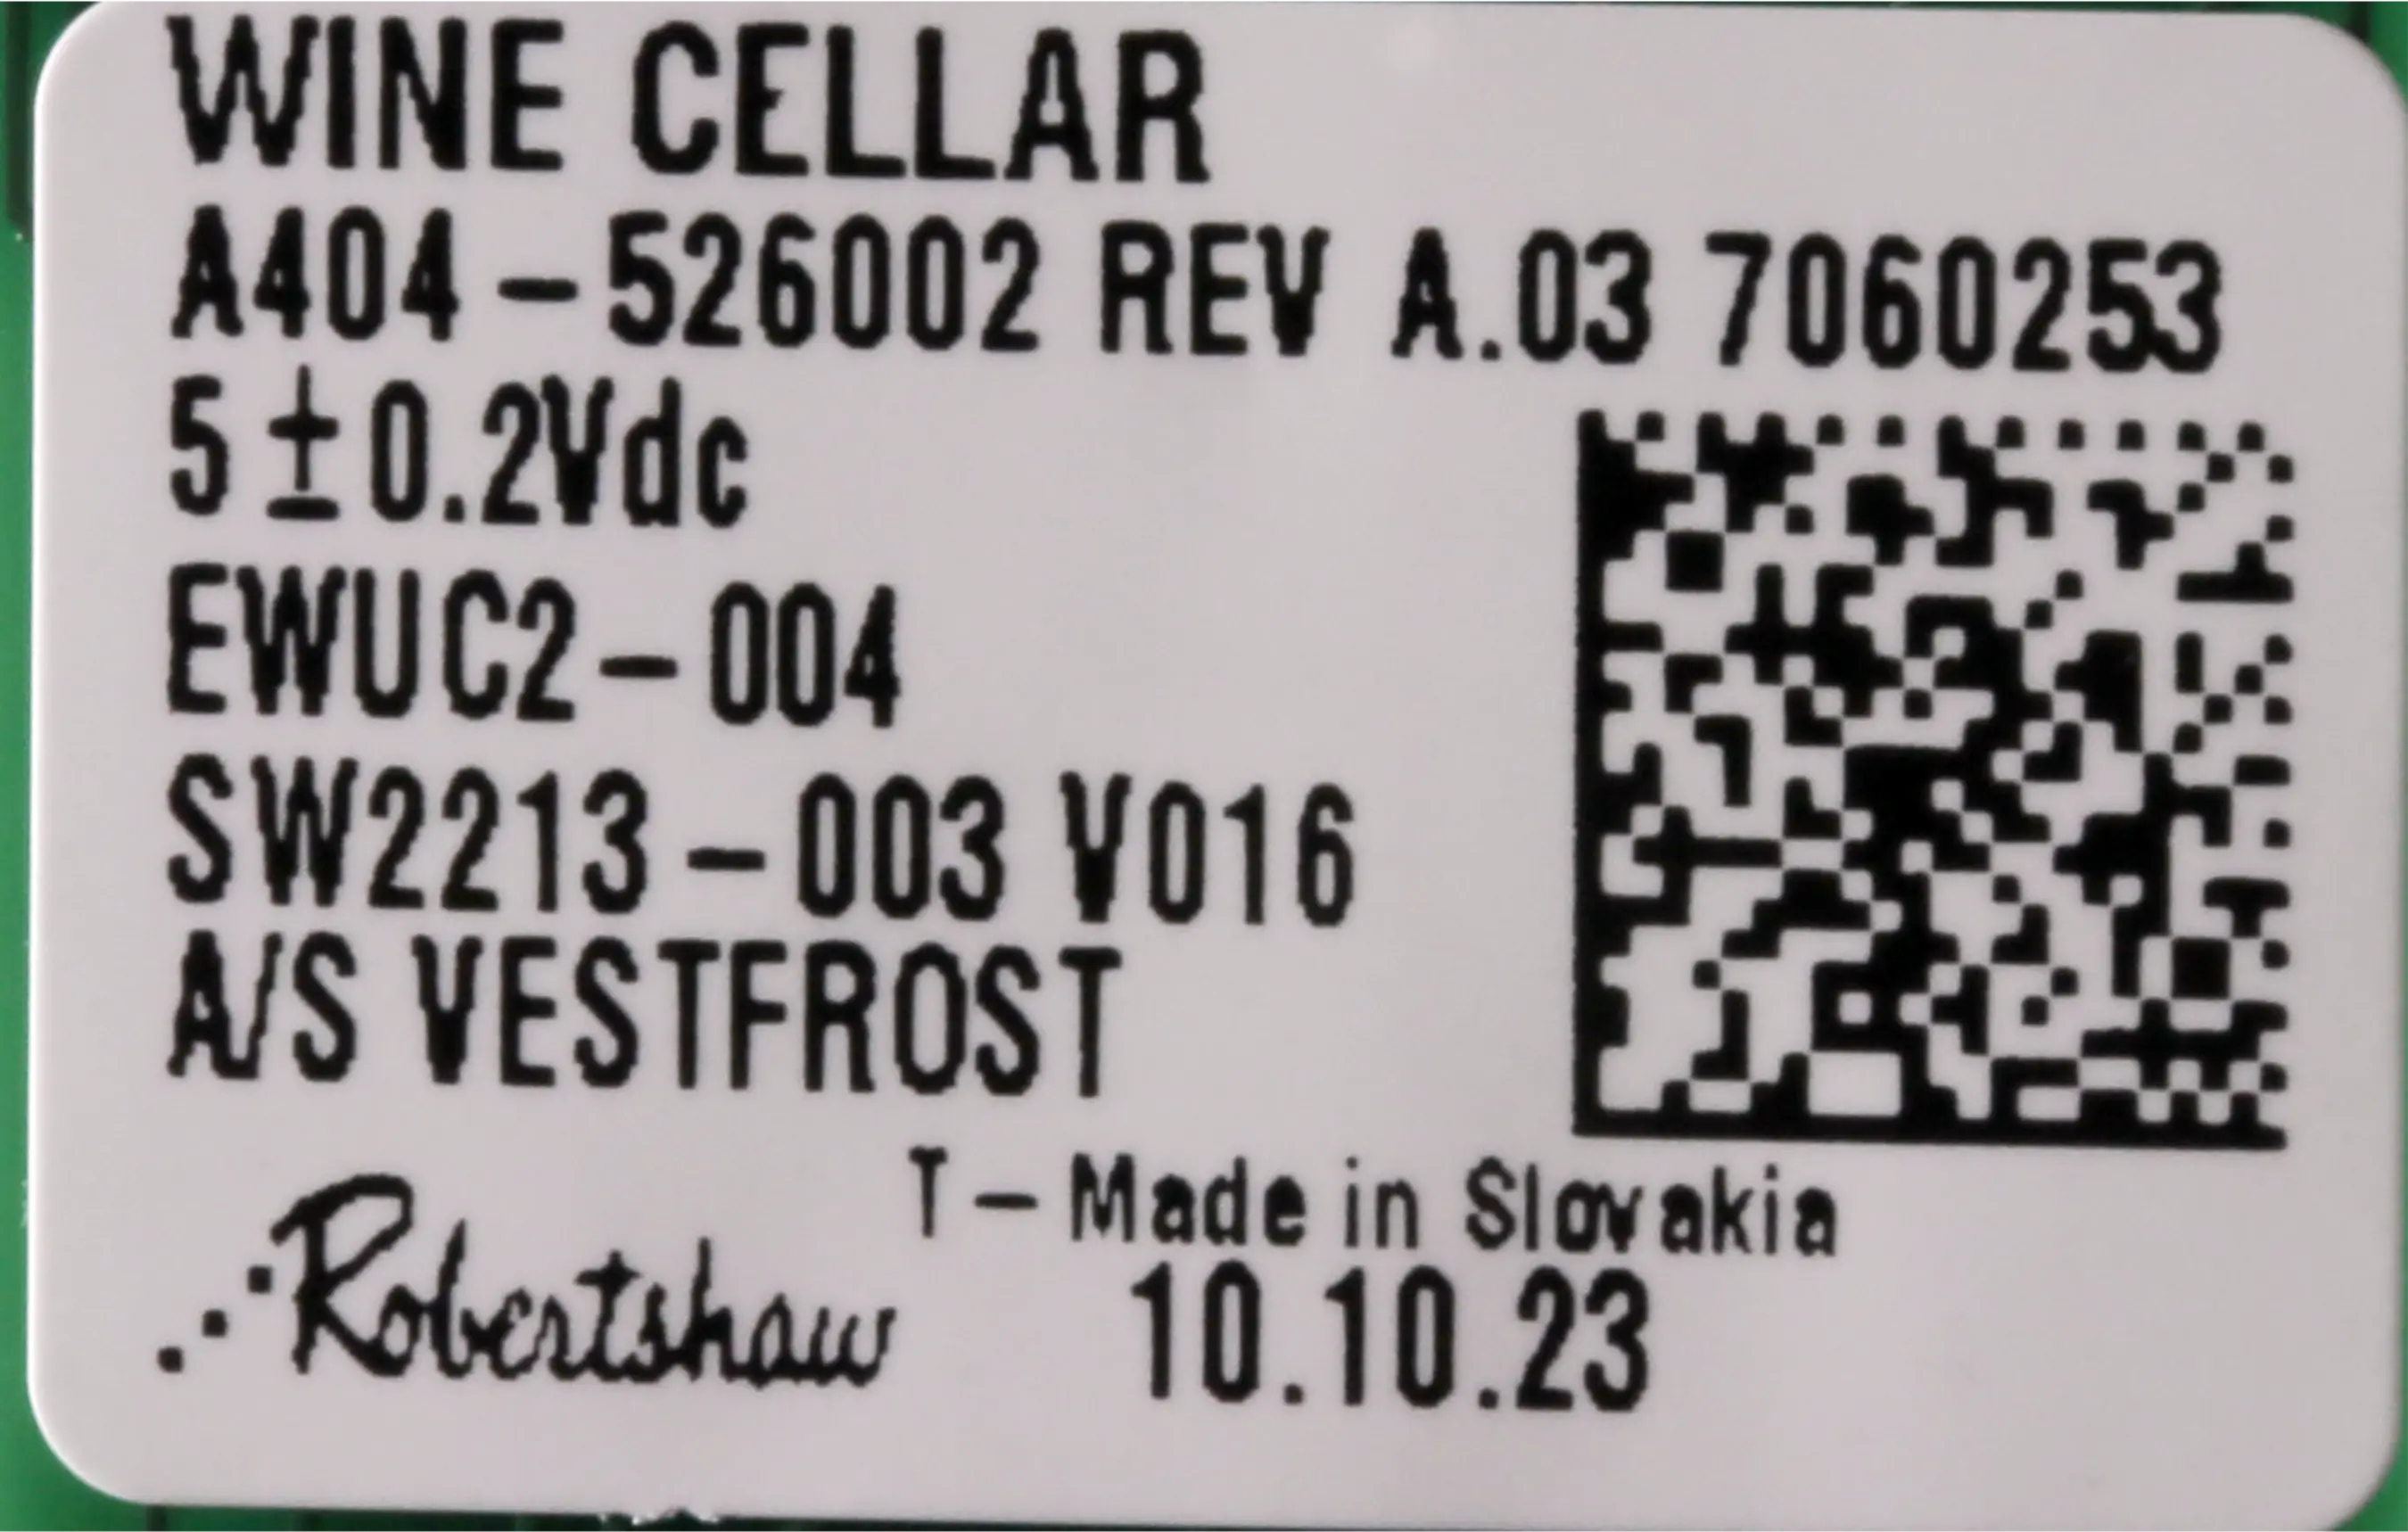 WINE CELLAR
A404-526002 REV A.03 7060253
5±0.2Vdc
EWUC2-004
SW2213-003 V016
A/S VESTFROST
T-Made in Slovakia
Robertshaw
10.10.23